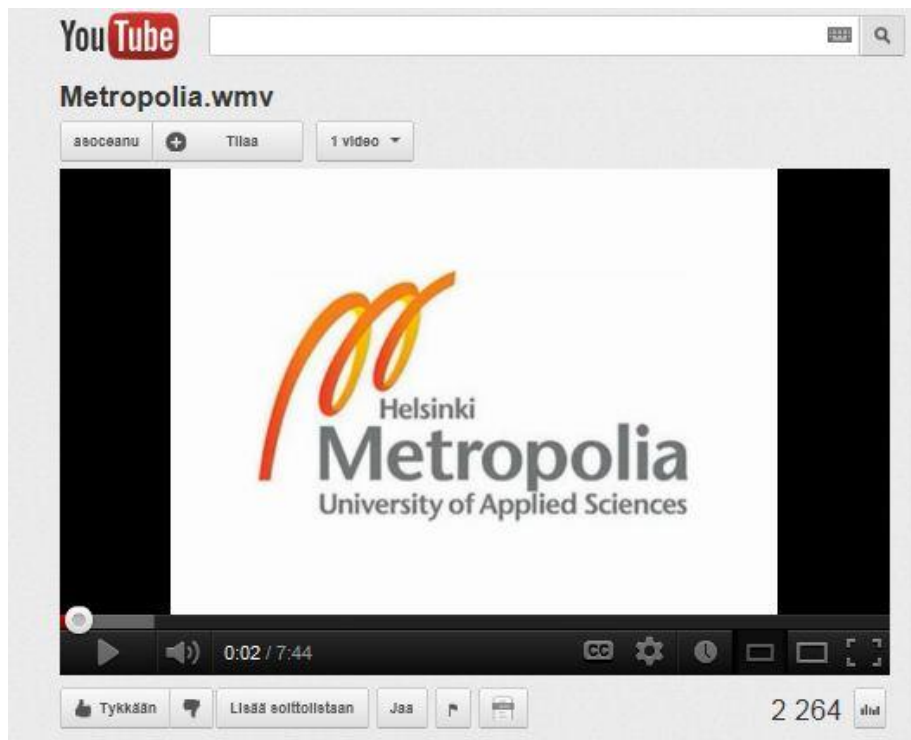 YouTube
Metropolia.wmv
asoceanu Tilaa 1 video
Helsinki
Metropolia
University of Applied Sciences
0:02 / 7:44 CC
Tykkään Lisää soittolistaan Jaa 2 264